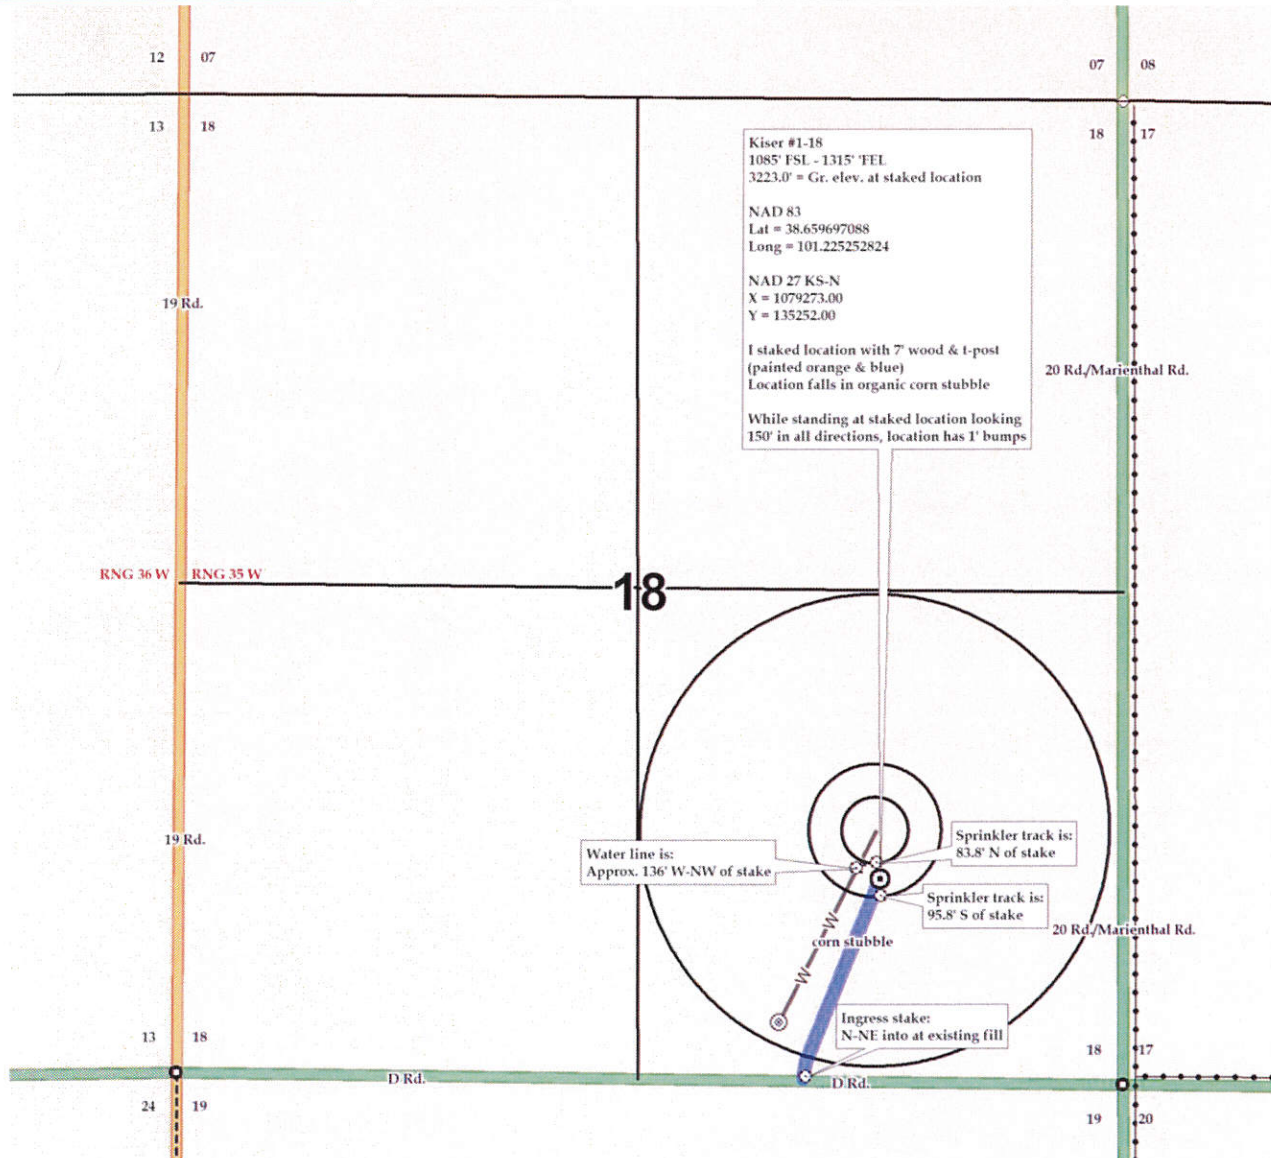 12 07
07 08
13 18
18 17
Kiser #1-18
1085' FSL - 1315' 'FEL
3223.0' = Gr. elev. at staked location
NAD 83
Lat = 38.659697088
Long = 101.225252824
NAD 27 KS-N
X = 1079273.00
Y = 135252.00
I staked location with 7' wood & t-post
(painted orange & blue)
Location falls in organic corn stubble
While standing at staked location looking
150' in all directions, location has 1' bumps
19 Rd.
20 Rd./Marienthal Rd.
RNG 36 W RNG 35 W
18
19 Rd.
Water line is:
Approx. 136' W-NW of stake
Sprinkler track is:
83.8' N of stake
Sprinkler track is:
95.8' S of stake
W
corn stubble
W
20 Rd./Marienthal Rd.
Ingress stake:
N-NE into at existing fill
13 18
18 17
D Rd.
D Rd.
24 19
19 20